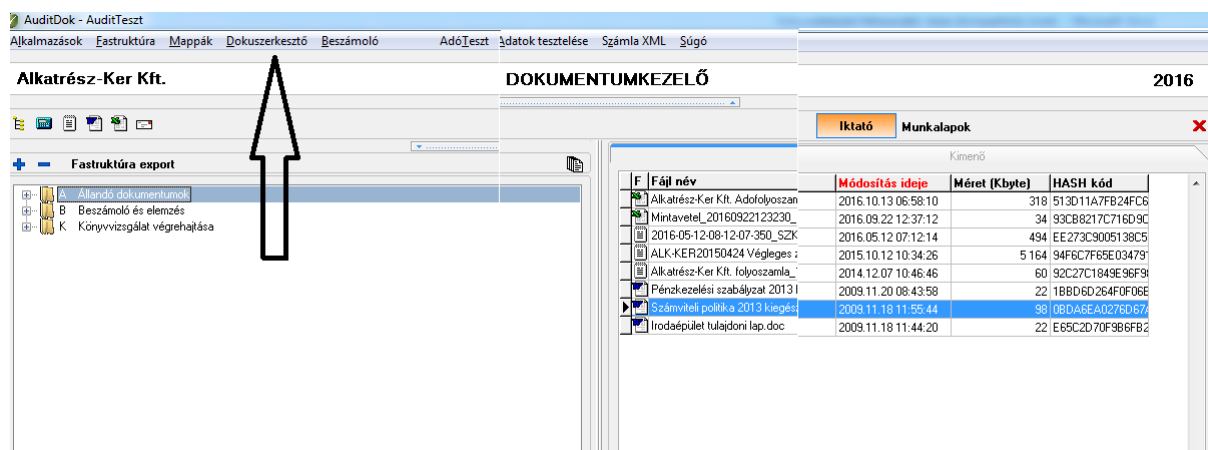 AuditDok - AuditTeszt
Alkalmazások Fastruktúra Mappák Dokuszerkesztő Beszámoló AdóTeszt Adatok tesztelése Számla XML Súgó
Alkatrész-Ker Kft. DOKUMENTUMKEZELŐ 2016
Iktató Munkalapok
Fastruktúra export
Kimenő
F Fájl név Módosítás ideje Méret (Kbyte) HASH kód
A Állandó dokumentumok
B Beszámoló és elemzés
K Könyvvizsgálat végrehajtása
Alkatrész-Ker Kft. Adofolyoszan 2016.10.13 06:58:10 318 513D11A7FB24FC6
Mintavetel_20160922123230_ 2016.09.22 12:37:12 34 93CB8217C716D9C
2016-05-12-08-12-07-350_SZK 2016.05.12 07:12:14 494 EE273C9005138C5
ALK-KER20150424 Végleges 2015.10.12 10:34:26 5 164 94F6C7F65E03479
Alkatrész-Ker Kft. folyoszamla_ 2014.12.07 10:46:46 60 92C27C1849E96F9
Pénzkezelési szabályzat 2013 2009.11.20 08:43:58 22 1BBD6D264F0F06E
Számviteli politika 2013 kiegész 2009.11.18 11:55:44 98 0BDA6EA0276D67
Irodaépület tulajdoni lap.doc 2009.11.18 11:44:20 22 E65C2D70F9B6FB2